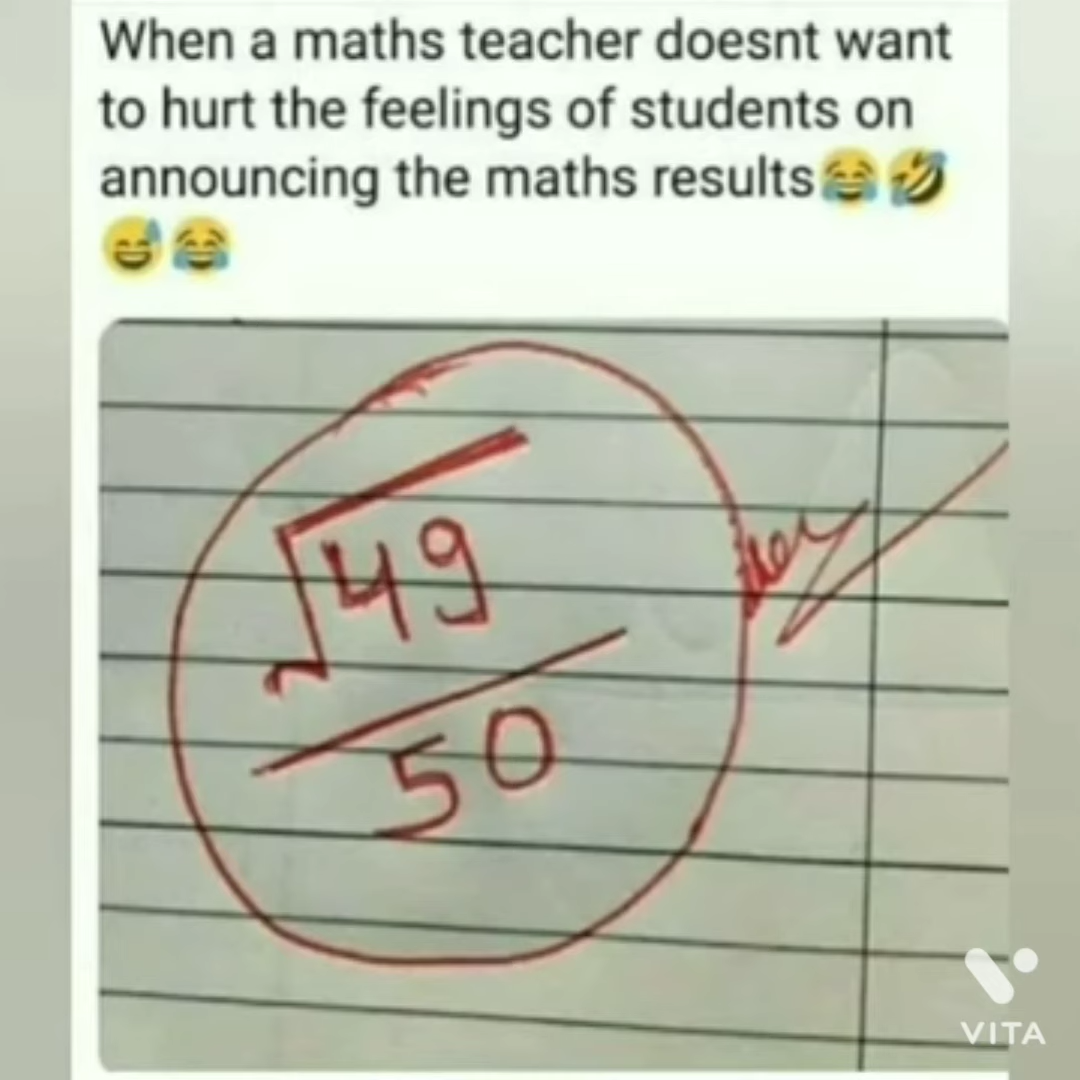 When a maths teacher doesnt want
to hurt the feelings of students on
announcing the maths results😂🤣
😅😂
√49
50
VITA